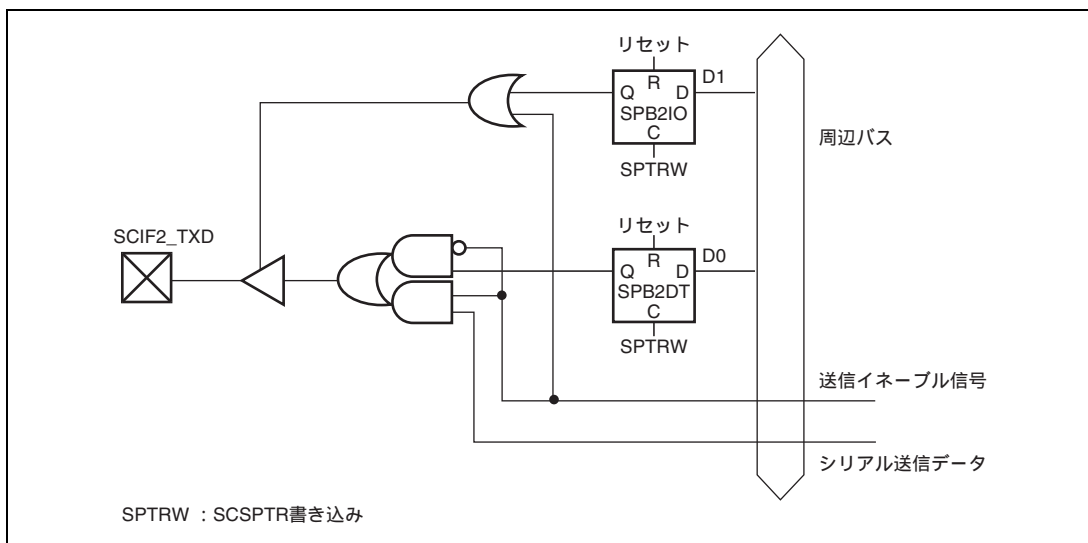 リセット
R
Q
D
D1
SPB2IO
C
SPTRW
周辺バス
リセット
R
Q
D
D0
SPB2DT
C
SPTRW
SCIF2_TXD
送信イネーブル信号
シリアル送信データ
SPTRW : SCSPTR書き込み